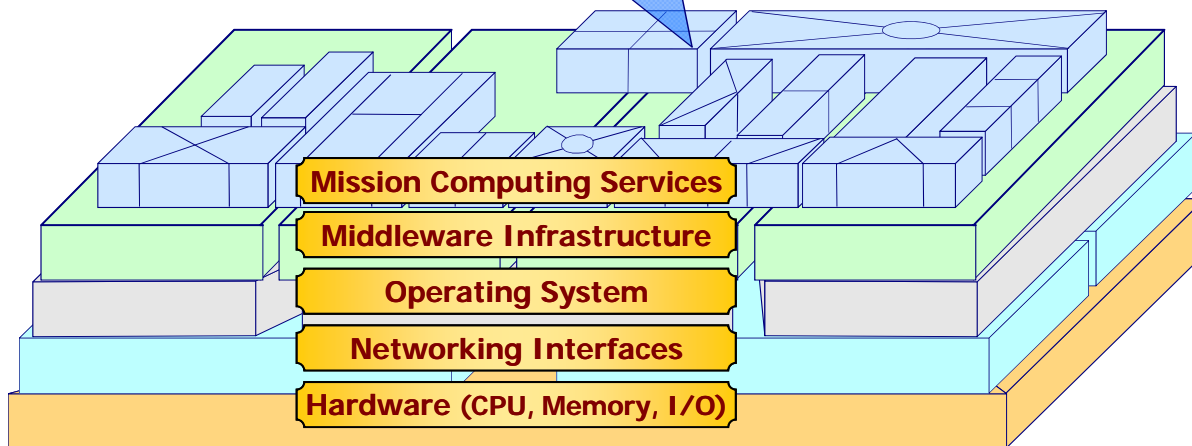 Mission Computing Services
Middleware Infrastructure
Operating System
Networking Interfaces
Hardware (CPU, Memory, I/O)